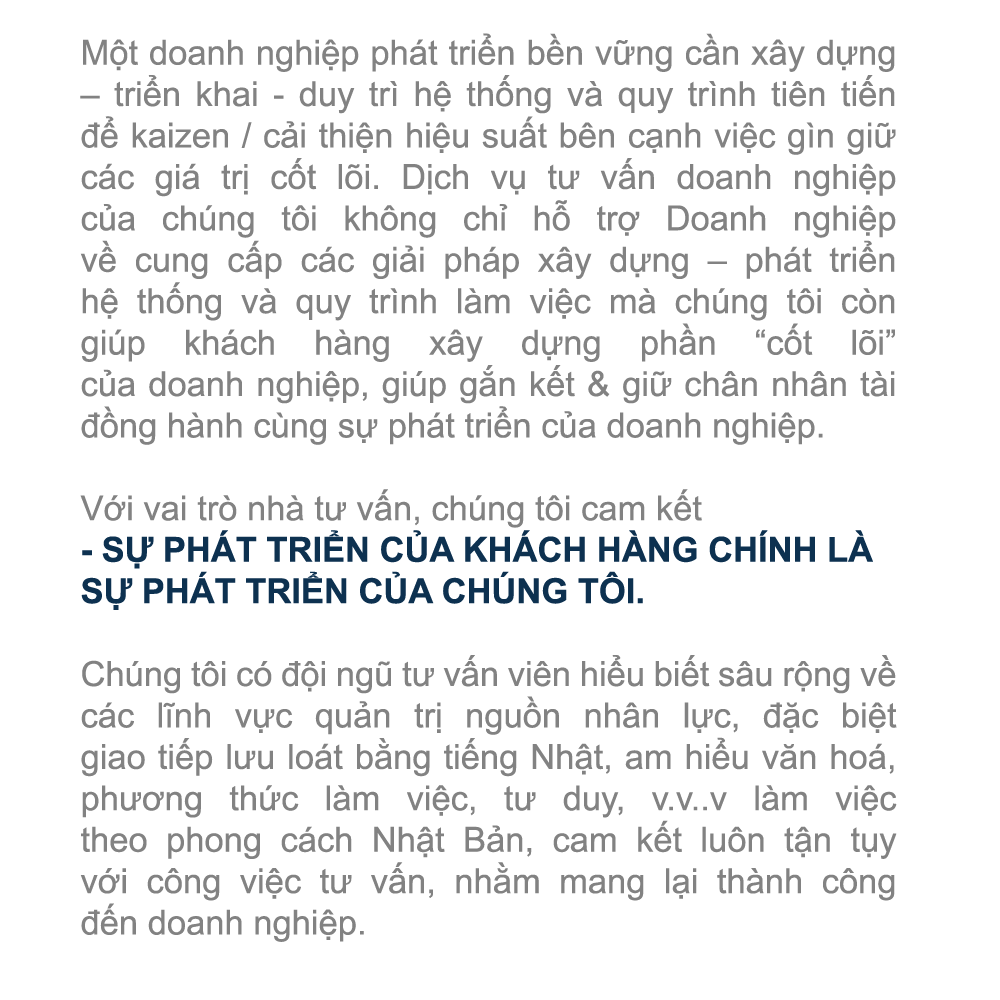 Một doanh nghiệp phát triển bền vững cần xây dựng
– triển khai - duy trì hệ thống và quy trình tiên tiến
để kaizen / cải thiện hiệu suất bên cạnh việc gìn giữ
các giá trị cốt lõi. Dịch vụ tư vấn doanh nghiệp
của chúng tôi không chỉ hỗ trợ Doanh nghiệp
về cung cấp các giải pháp xây dựng – phát triển
hệ thống và quy trình làm việc mà chúng tôi còn
giúp khách hàng xây dựng phần “cốt lõi”
của doanh nghiệp, giúp gắn kết & giữ chân nhân tài
đồng hành cùng sự phát triển của doanh nghiệp.
Với vai trò nhà tư vấn, chúng tôi cam kết
- SỰ PHÁT TRIỂN CỦA KHÁCH HÀNG CHÍNH LÀ
SỰ PHÁT TRIỂN CỦA CHÚNG TÔI.
Chúng tôi có đội ngũ tư vấn viên hiểu biết sâu rộng về
các lĩnh vực quản trị nguồn nhân lực, đặc biệt
giao tiếp lưu loát bằng tiếng Nhật, am hiểu văn hoá,
phương thức làm việc, tư duy, v.v..v làm việc
theo phong cách Nhật Bản, cam kết luôn tận tụy
với công việc tư vấn, nhằm mang lại thành công
đến doanh nghiệp.